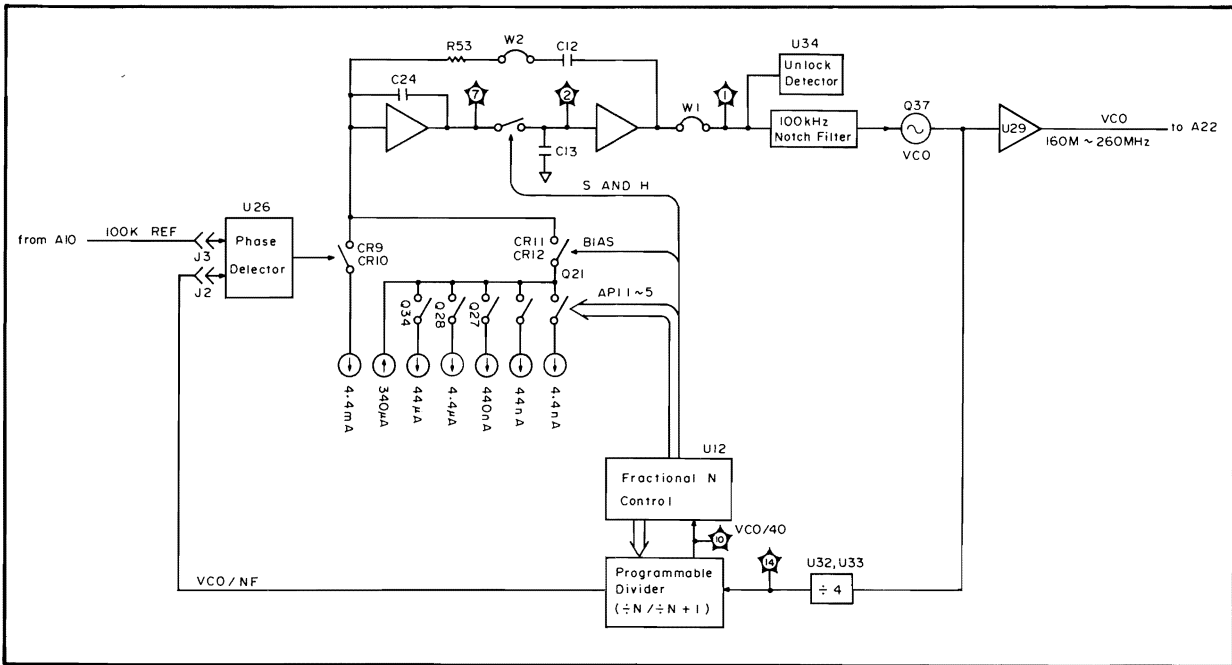 W2
R53
C12
U34
Unlock
Detector
C24
7
2
1
Q37
W1
100kHz
Notch Filter
U29
VCO
to A22
160M ~ 260MHz
C13
VCO
S AND H
U26
from A10
100K REF
J3
Phase
Delector
J2
CR9
CR10
CR11
CR12
BIAS
Q21
Q34
Q28
Q27
API 1~5
4.4mA
340μA
44μA
4.4μA
440nA
44nA
4.4nA
U12
Fractional N
Control
VCO/40
10
14
U32, U33
÷ 4
VCO / NF
Programmable
Divider
(÷N/÷N+1)